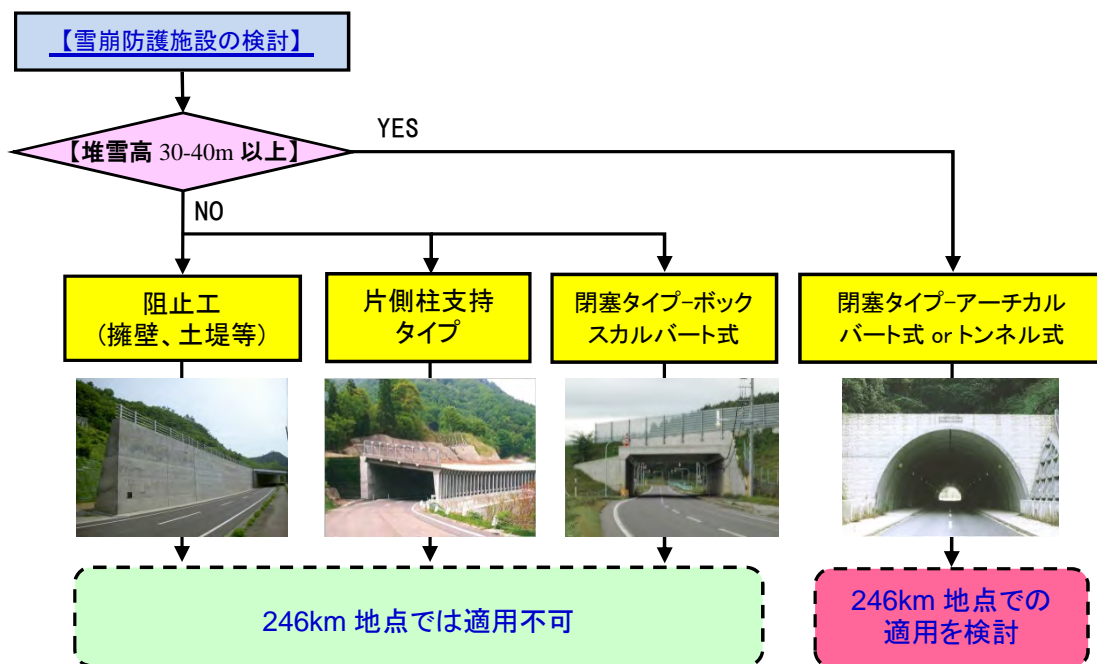 【雪崩防護施設の検討】
【堆雪高 30-40m 以上】
YES
NO
阻止工
(擁壁、土堤等)
片側柱支持
タイプ
閉塞タイプ-ボック
スカルバート式
閉塞タイプ-アーチカル
バート式 or トンネル式
246km 地点では適用不可
246km 地点での
適用を検討